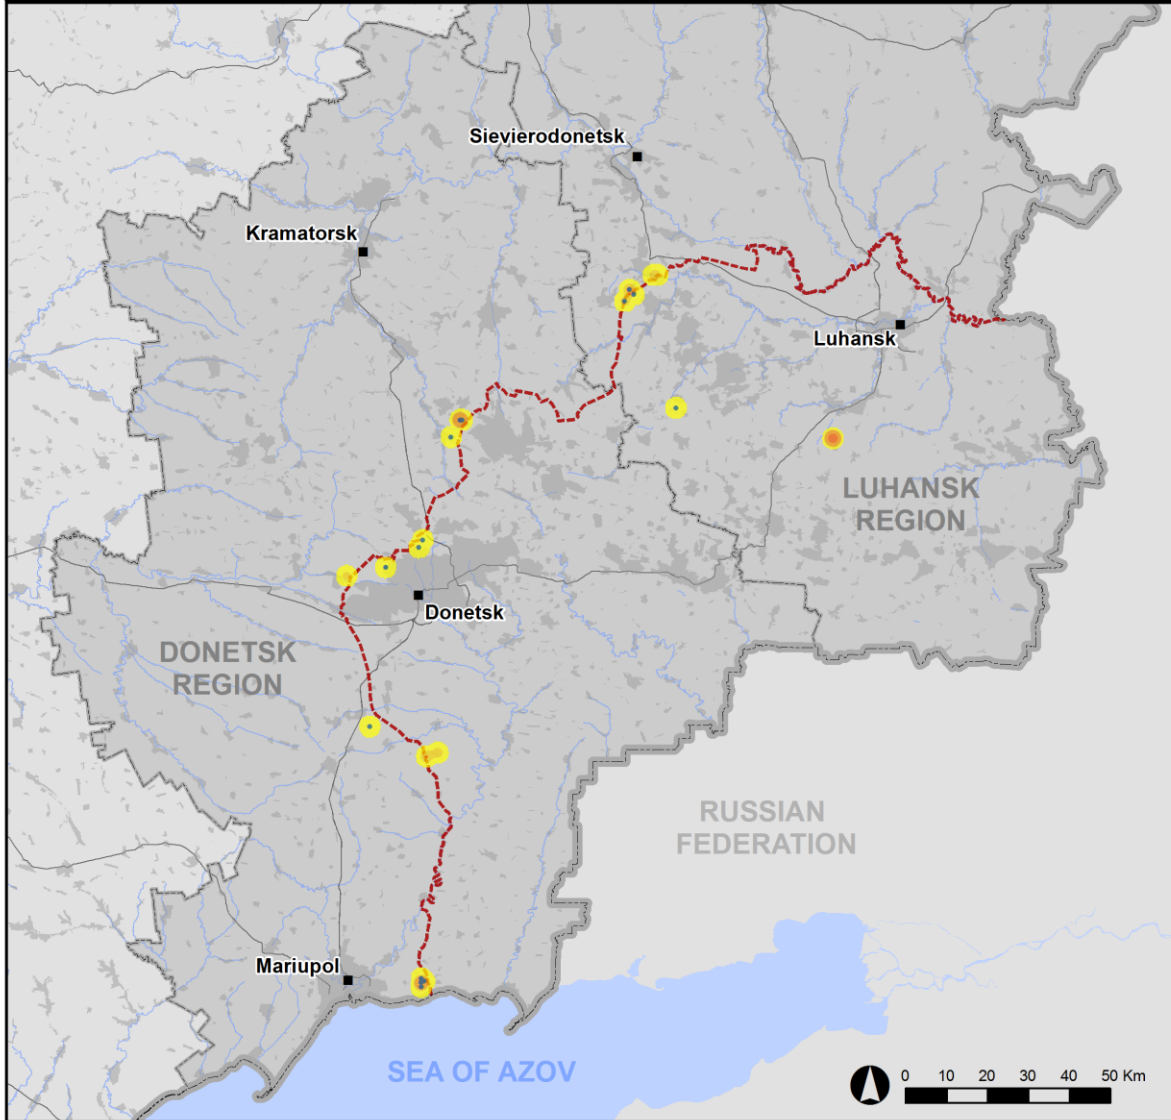 Sievierodonetsk
Kramatorsk
Luhansk
LUHANSK
REGION
Donetsk
DONETSK
REGION
RUSSIAN
FEDERATION
Mariupol
SEA OF AZOV
0 10 20 30 40 50 Km